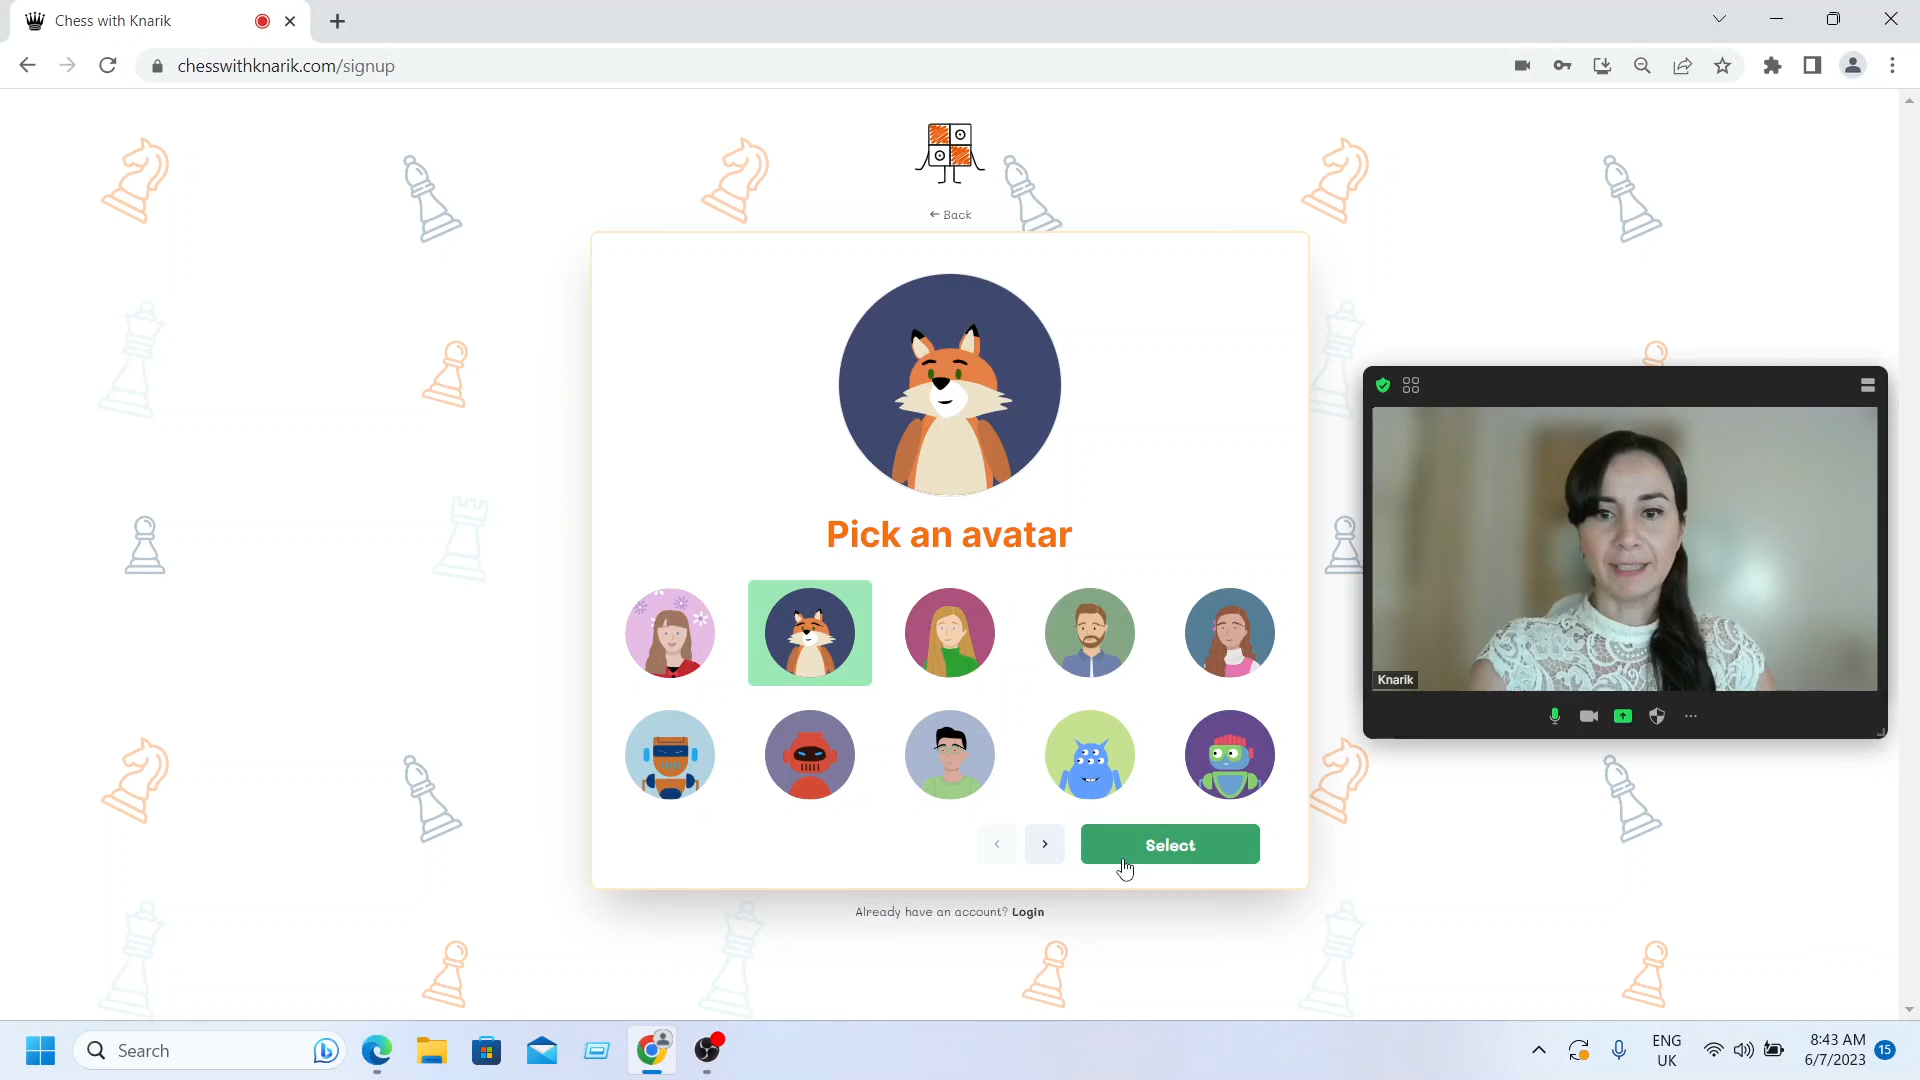 Chess with Knarik
chesswithknarik.com/signup
← Back
Pick an avatar
Knarik
Select
Already have an account? Login
Search
ENG
UK
8:43 AM
6/7/2023
15